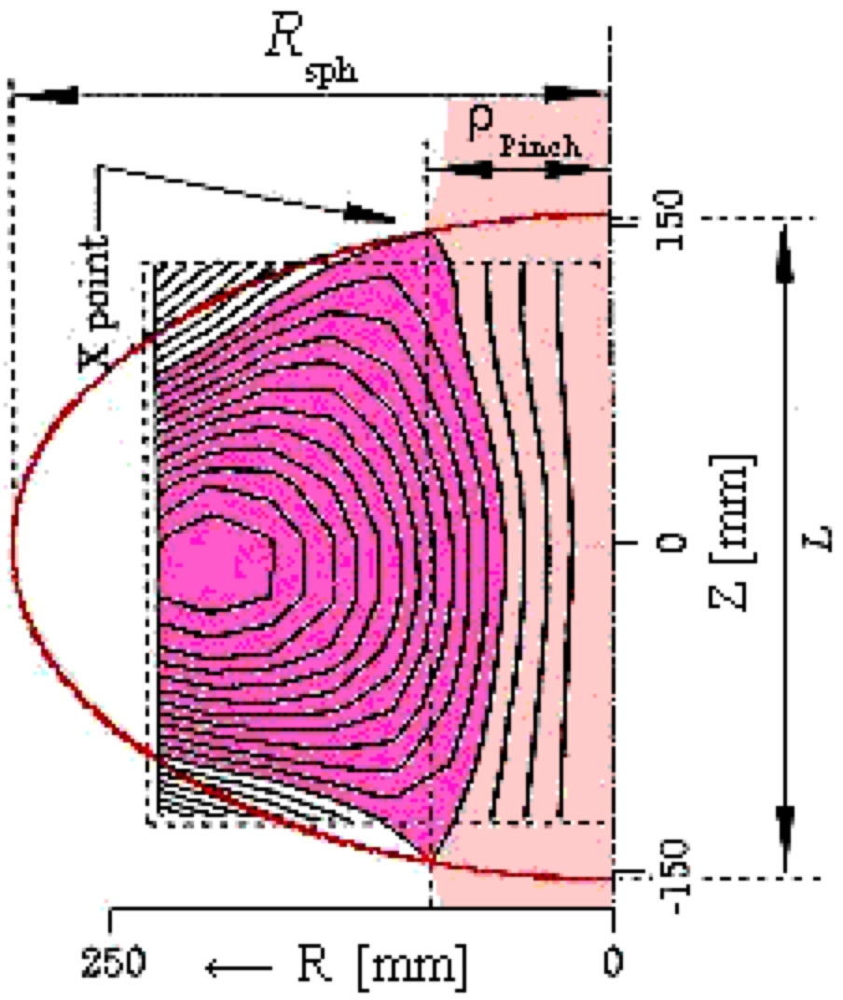 R sph
ρ Pinch
X point
150
0
-150
Z [mm]
L
250 ← R [mm] 0